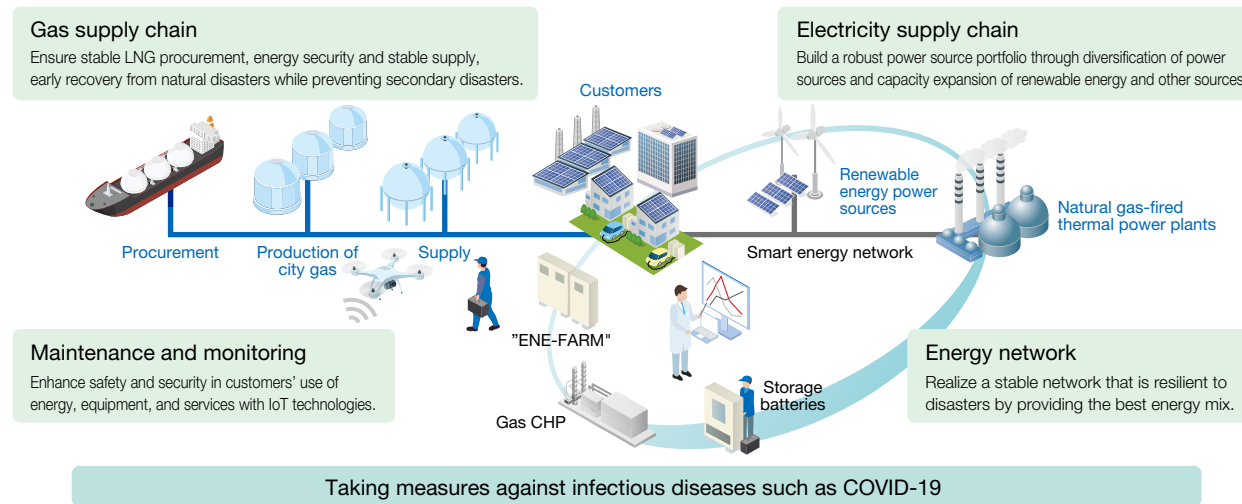 Gas supply chain
Ensure stable LNG procurement, energy security and stable supply,
early recovery from natural disasters while preventing secondary disasters.
Electricity supply chain
Build a robust power source portfolio through diversification of power
sources and capacity expansion of renewable energy and other sources
Customers
Renewable
energy power
sources
Natural gas-fired
thermal power plants
Procurement
Production of
city gas
Supply
Smart energy network
"ENE-FARM"
Maintenance and monitoring
Enhance safety and security in customers' use of
energy, equipment, and services with IoT technologies.
Energy network
Realize a stable network that is resilient to
disasters by providing the best energy mix.
Storage
batteries
Gas CHP
Taking measures against infectious diseases such as COVID-19